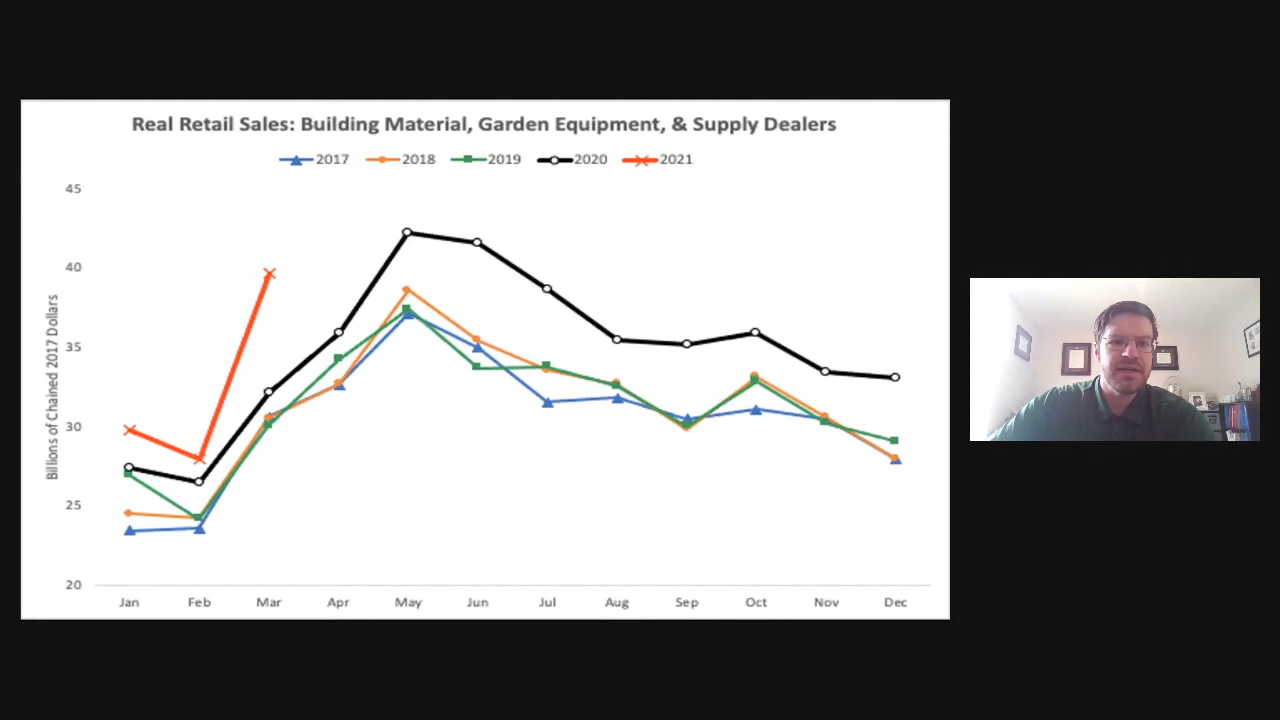 Real Retail Sales: Building Material, Garden Equipment, & Supply Dealers
2017 2018 2019 2020 2021
Billions of Chained 2017 Dollars
45
40
35
30
25
20
Jan Feb Mar Apr May Jun Jul Aug Sep Oct Nov Dec